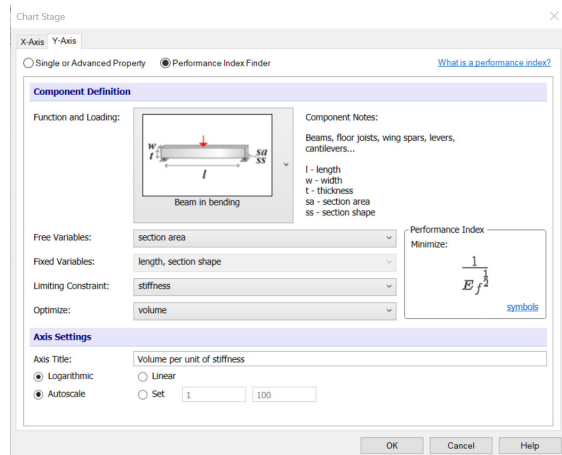 Chart Stage
X-Axis Y-Axis
Single or Advanced Property Performance Index Finder What is a performance index?
Component Definition
Function and Loading:
w
t
l
sa
ss
Beam in bending
Component Notes:
Beams, floor joists, wing spars, levers,
cantilevers...
l - length
w - width
t - thickness
sa - section area
ss - section shape
Free Variables: section area
Fixed Variables: length, section shape
Limiting Constraint: stiffness
Optimize: volume
Performance Index
Minimize:
1
E f 1/2
symbols
Axis Settings
Axis Title: Volume per unit of stiffness
Logarithmic Linear
Autoscale Set 1 100
OK Cancel Help